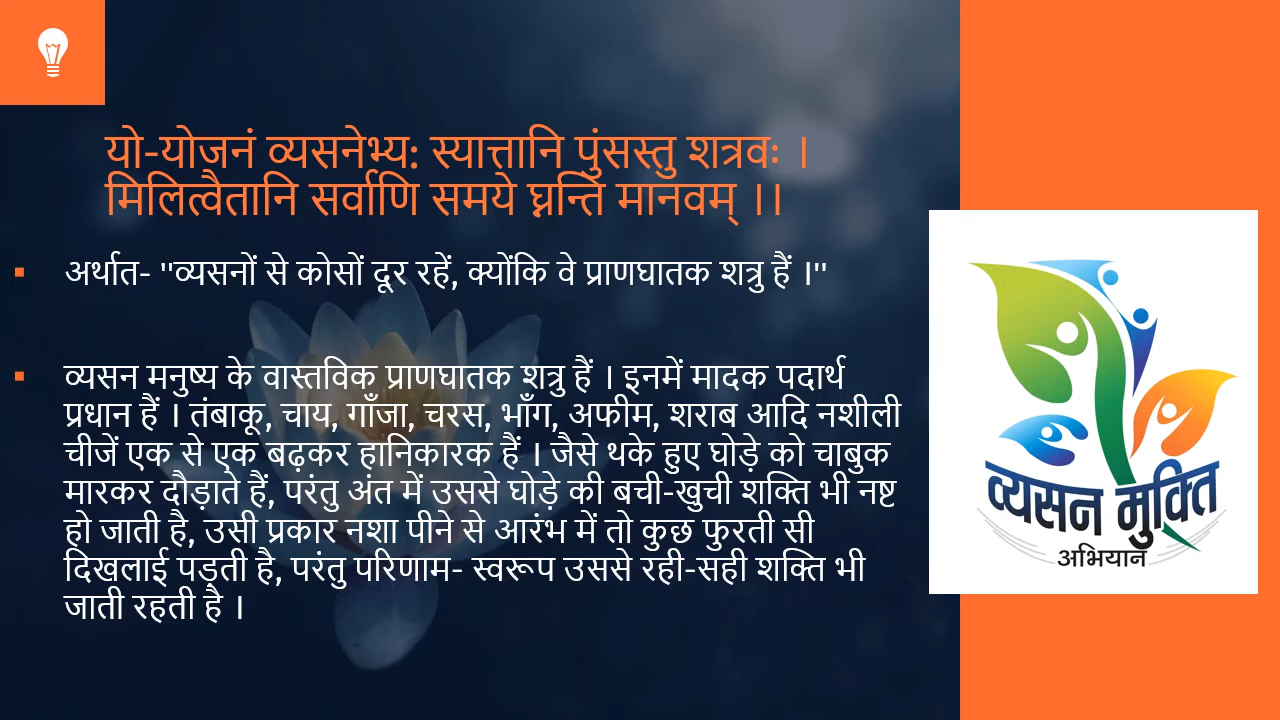 यो-योजनं व्यसनेभ्य: स्यात्तानि पुंसस्तु शत्रवः ।
मिलित्वैतानि सर्वाणि समये घ्नन्ति मानवम् ।।
अर्थात- ''व्यसनों से कोसों दूर रहें, क्योंकि वे प्राणघातक शत्रु हैं ।''
व्यसन मनुष्य के वास्तविक प्राणघातक शत्रु हैं । इनमें मादक पदार्थ
प्रधान हैं । तंबाकू, चाय, गाँजा, चरस, भाँग, अफीम, शराब आदि नशीली
चीजें एक से एक बढ़कर हानिकारक हैं । जैसे थके हुए घोड़े को चाबुक
मारकर दौड़ाते हैं, परंतु अंत में उससे घोड़े की बची-खुची शक्ति भी नष्ट
हो जाती है, उसी प्रकार नशा पीने से आरंभ में तो कुछ फुरती सी
दिखलाई पड़ती है, परंतु परिणाम- स्वरूप उससे रही-सही शक्ति भी
जाती रहती है ।
व्यसन मुक्ति
अभियान